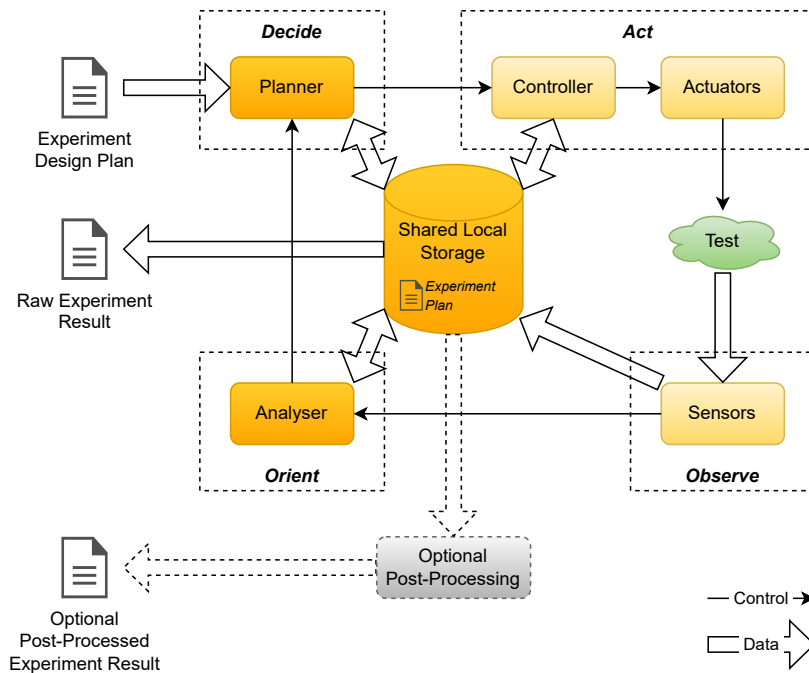 Decide
Act
Planner
Controller
Actuators
Experiment
Design Plan
Shared Local
Storage
Experiment
Plan
Test
Raw Experiment
Result
Analyser
Sensors
Orient
Observe
Optional
Post-Processing
Optional
Post-Processed
Experiment Result
Control
Data